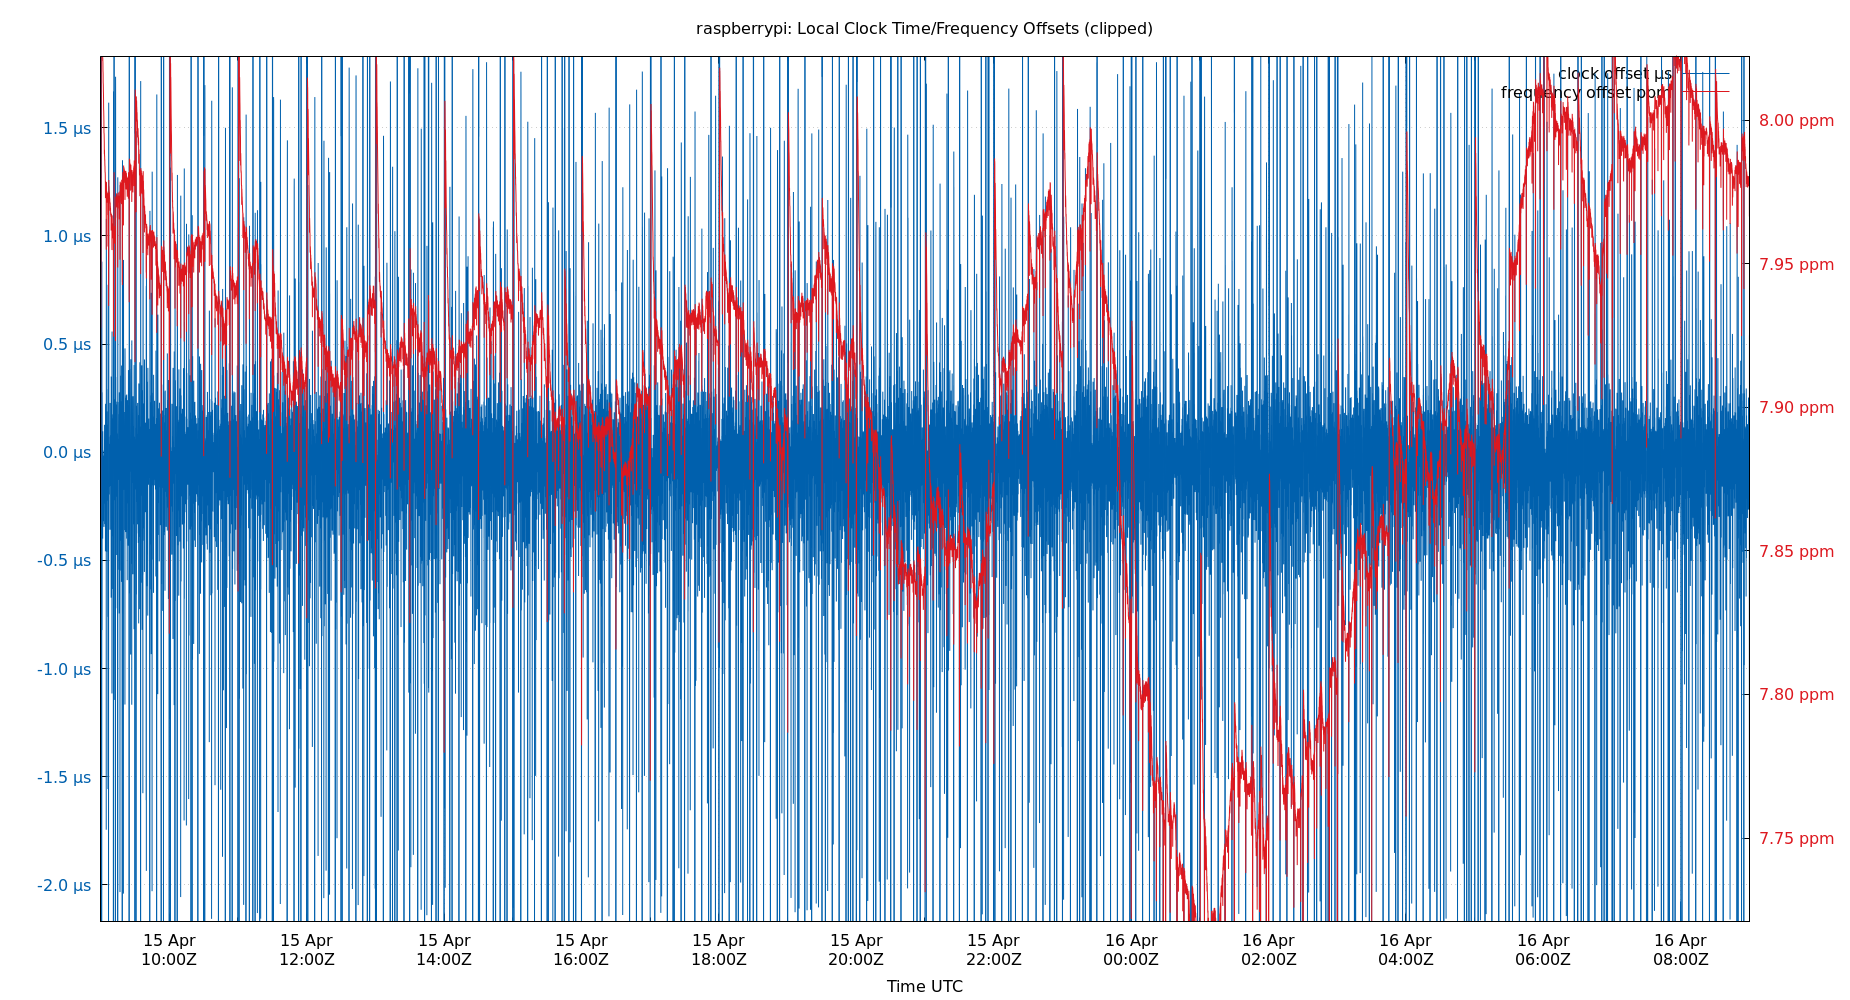 raspberrypi: Local Clock Time/Frequency Offsets (clipped)
clock offset µs
frequency offset ppm
1.5 µs
1.0 µs
0.5 µs
0.0 µs
-0.5 µs
-1.0 µs
-1.5 µs
-2.0 µs
8.00 ppm
7.95 ppm
7.90 ppm
7.85 ppm
7.80 ppm
7.75 ppm
15 Apr 15 Apr 15 Apr 15 Apr 15 Apr 15 Apr 15 Apr 16 Apr 16 Apr 16 Apr 16 Apr 16 Apr
10:00Z 12:00Z 14:00Z 16:00Z 18:00Z 20:00Z 22:00Z 00:00Z 02:00Z 04:00Z 06:00Z 08:00Z
Time UTC